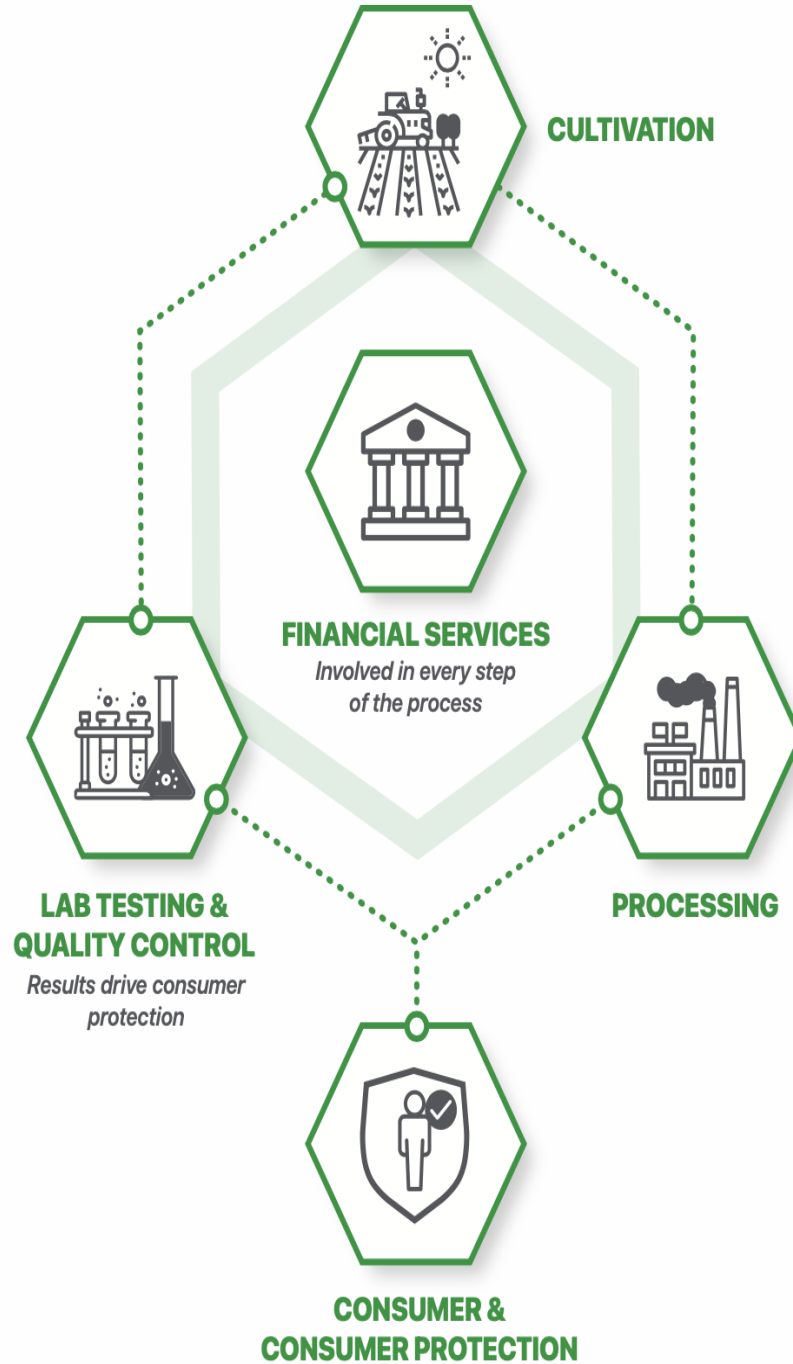 CULTIVATION
FINANCIAL SERVICES
Involved in every step
of the process
LAB TESTING &
QUALITY CONTROL
Results drive consumer
protection
PROCESSING
CONSUMER &
CONSUMER PROTECTION